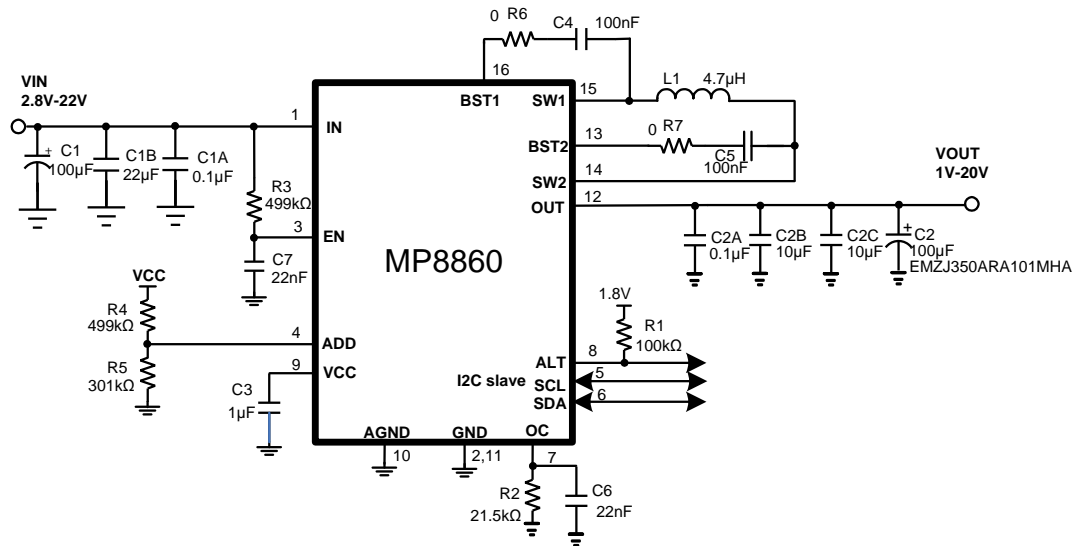 0 R6 C4 100nF
16
VIN
2.8V-22V
BST1
SW1
15
L1 4.7µH
1
IN
+ C1
100µF
C1B
22µF
C1A
0.1µF
BST2
13
0 R7
C5
100nF
R3
499kΩ
SW2
14
VOUT
1V-20V
OUT
12
3
EN
C7
22nF
MP8860
C2A
0.1µF
C2B
10µF
C2C
10µF
+ C2
100µF
EMZJ350ARA101MHA
VCC
R4
499kΩ
1.8V
R1
100kΩ
4
ADD
R5
301kΩ
9
VCC
ALT
8
I2C slave
SCL
5
SDA
6
C3
1µF
AGND
10
GND
2,11
OC
7
R2
21.5kΩ
C6
22nF